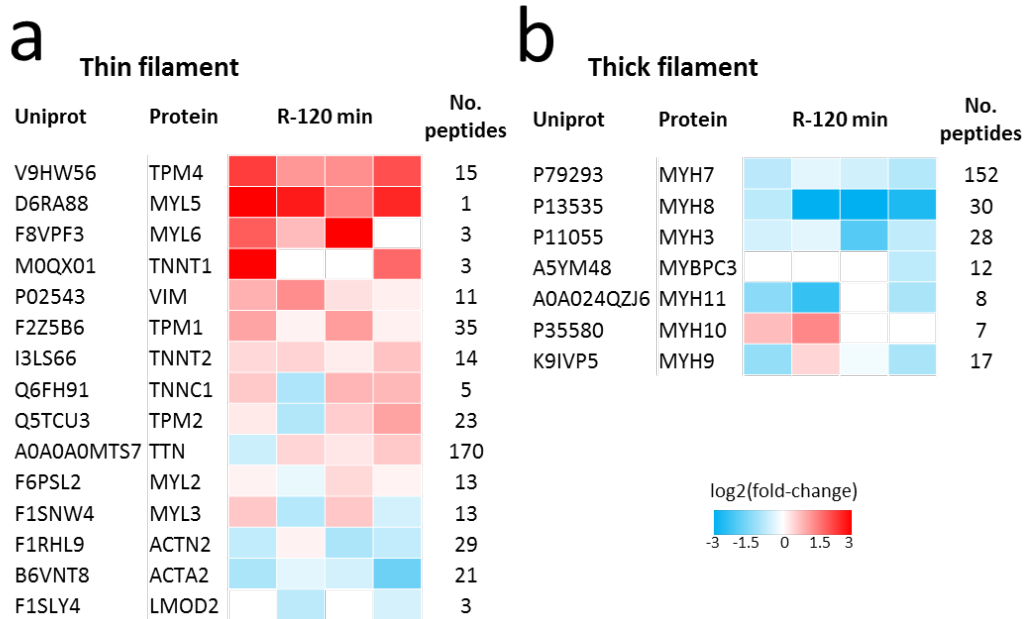 a
Thin filament
Uniprot Protein R-120 min No. peptides
V9HW56 TPM4 15
D6RA88 MYL5 1
F8VPF3 MYL6 3
M0QX01 TNNT1 3
P02543 VIM 11
F2Z5B6 TPM1 35
I3LS66 TNNT2 14
Q6FH91 TNNC1 5
Q5TCU3 TPM2 23
A0A0A0MTS7 TTN 170
F6PSL2 MYL2 13
F1SNW4 MYL3 13
F1RHL9 ACTN2 29
B6VNT8 ACTA2 21
F1SLY4 LMOD2 3
b
Thick filament
Uniprot Protein R-120 min No. peptides
P79293 MYH7 152
P13535 MYH8 30
P11055 MYH3 28
A5YM48 MYBPC3 12
A0A024QZJ6 MYH11 8
P35580 MYH10 7
K9IVP5 MYH9 17
log2(fold-change)
-3 -1.5 0 1.5 3